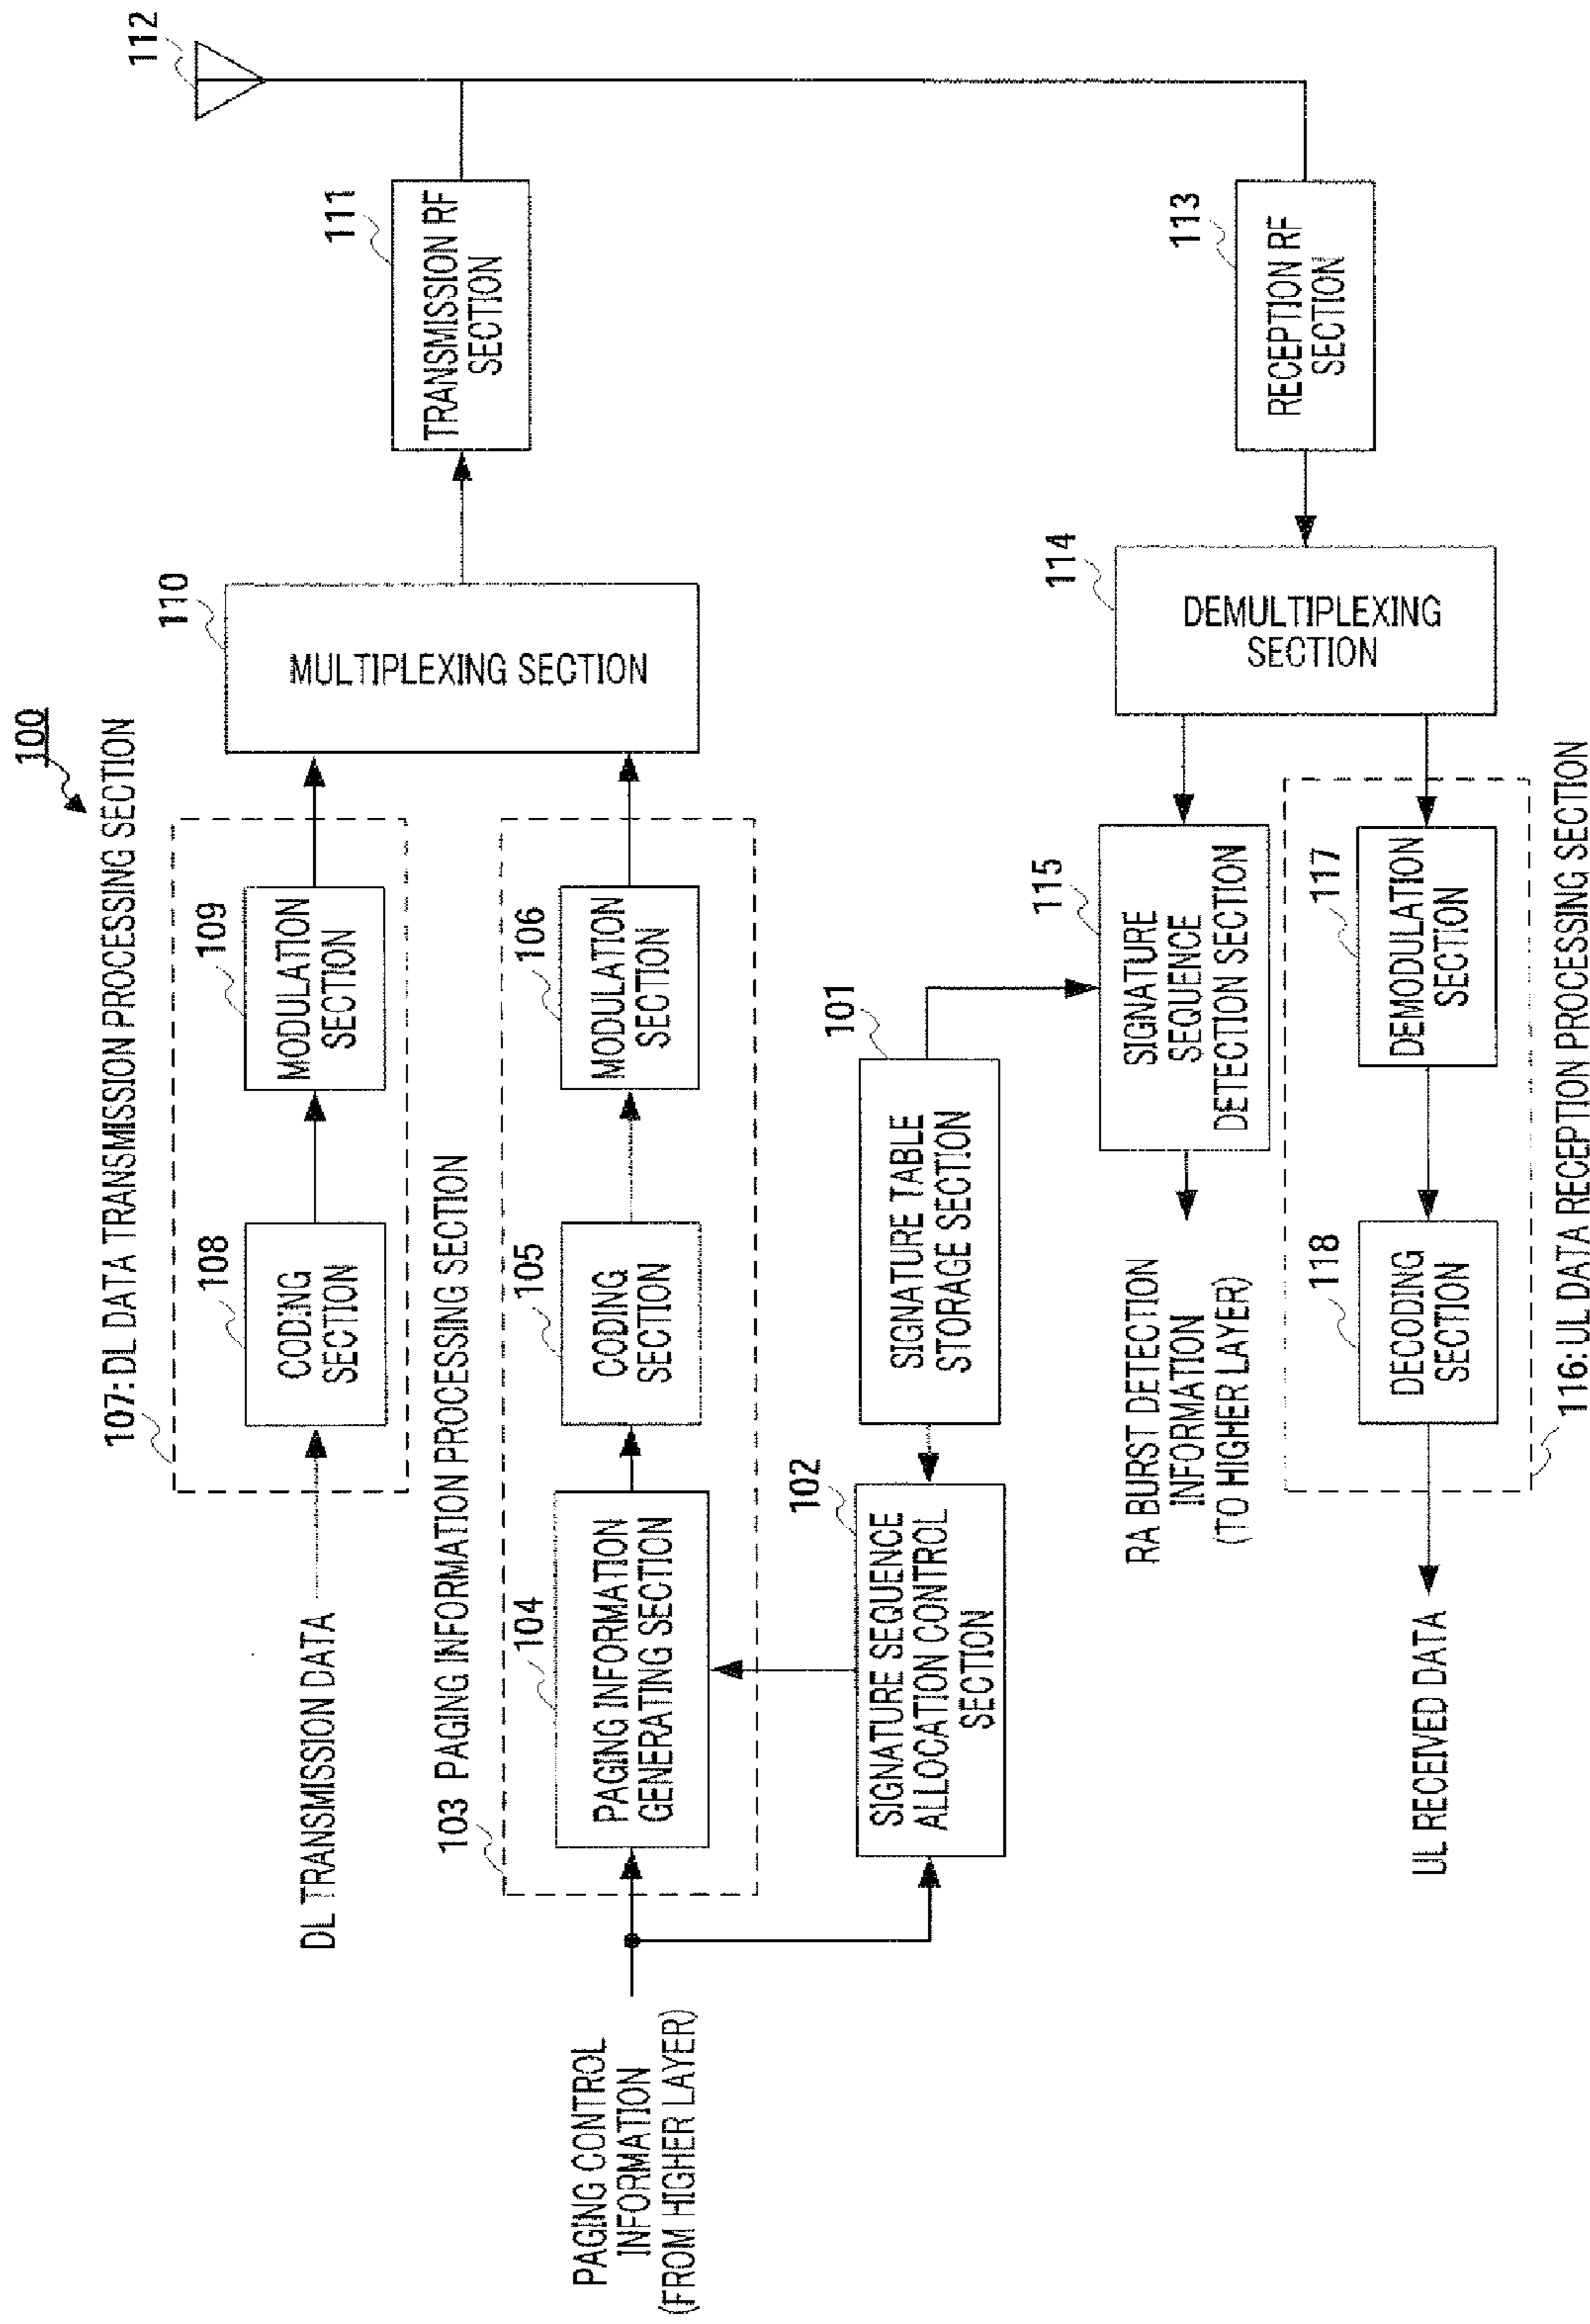 100
107: DL DATA TRANSMISSION PROCESSING SECTION
DL TRANSMISSION DATA
108
CODING
SECTION
109
MODULATION
SECTION
110
MULTIPLEXING SECTION
111
TRANSMISSION RF
SECTION
112
103 PAGING INFORMATION PROCESSING SECTION
PAGING CONTROL
INFORMATION
(FROM HIGHER LAYER)
104
PAGING INFORMATION
GENERATING SECTION
105
CODING
SECTION
106
MODULATION
SECTION
102
SIGNATURE SEQUENCE
ALLOCATION CONTROL
SECTION
101
SIGNATURE TABLE
STORAGE SECTION
115
SIGNATURE
SEQUENCE
DETECTION SECTION
RA BURST DETECTION
INFORMATION
(TO HIGHER LAYER)
114
DEMULTIPLEXING
SECTION
113
RECEPTION RF
SECTION
UL RECEIVED DATA
118
DECODING
SECTION
117
DEMODULATION
SECTION
116: UL DATA RECEPTION PROCESSING SECTION